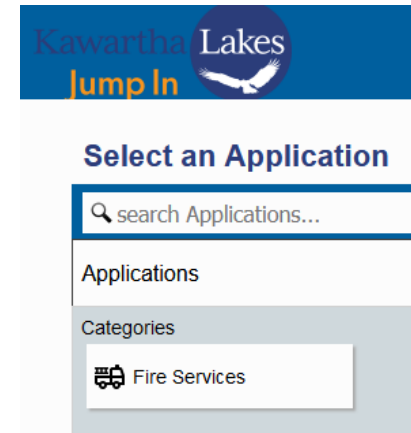 Kawartha Lakes
Jump In
Select an Application
search Applications...
Applications
Categories
Fire Services